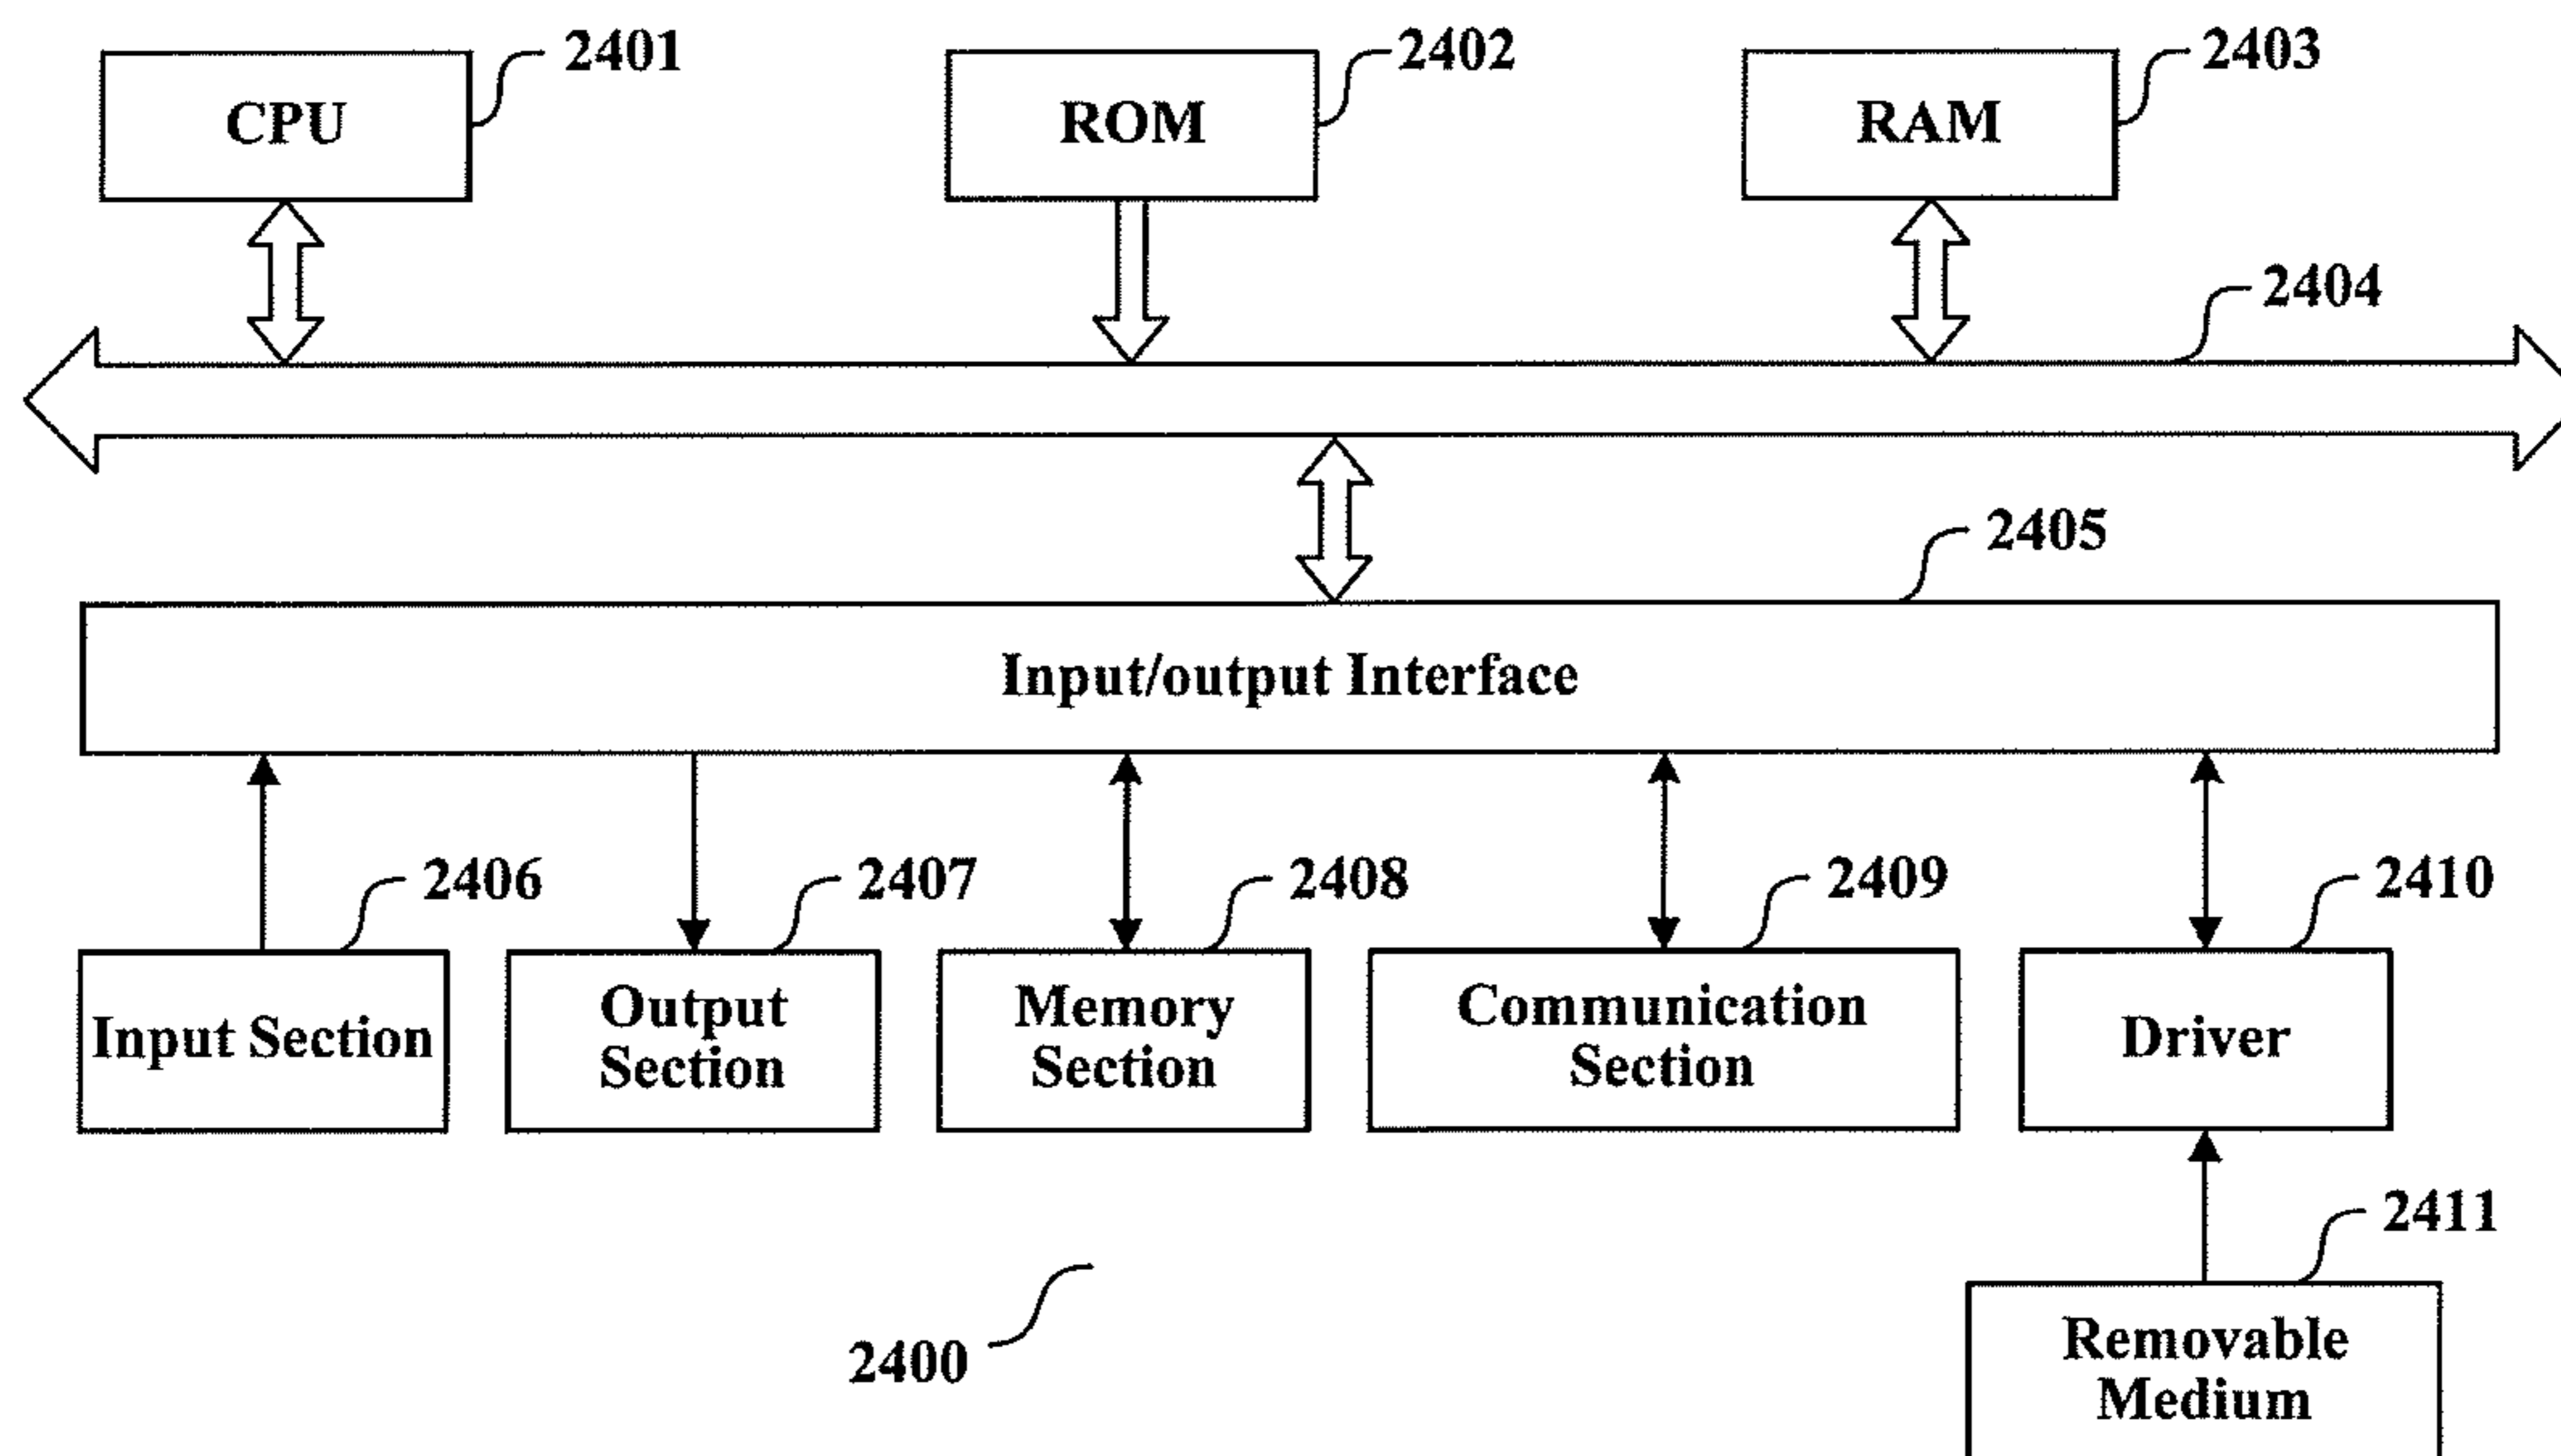 2401
2402
2403
CPU
ROM
RAM
2404
2405
Input/output Interface
2406
2407
2408
2409
2410
Input Section
Output
Section
Memory
Section
Communication
Section
Driver
2411
2400
Removable
Medium